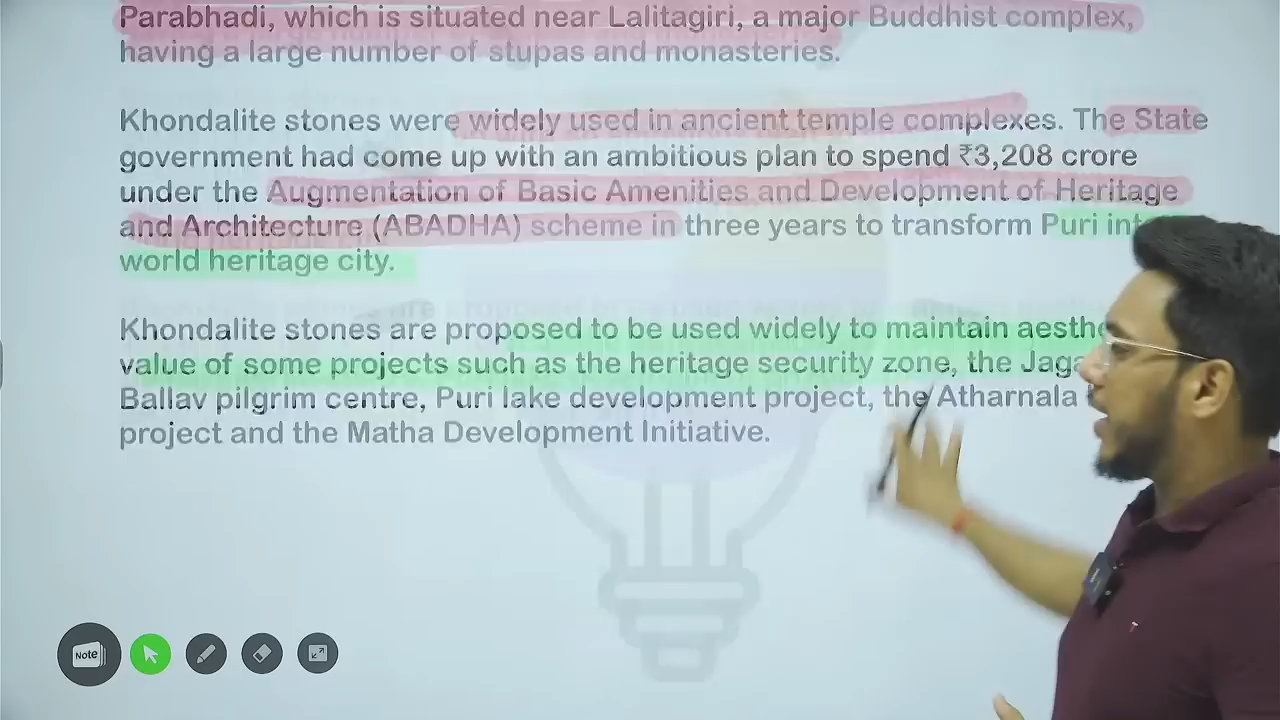 Parabhadi, which is situated near Lalitagiri, a major Buddhist complex,
having a large number of stupas and monasteries.
Khondalite stones were widely used in ancient temple complexes. The State
government had come up with an ambitious plan to spend ₹3,208 crore
under the Augmentation of Basic Amenities and Development of Heritage
and Architecture (ABADHA) scheme in three years to transform Puri
world heritage city.
Khondalite stones are proposed to be used widely to maintain
value of some projects such as the heritage security zone, the
Ballav pilgrim centre, Puri lake development project, the Atharnala
project and the Matha Development Initiative.
Note